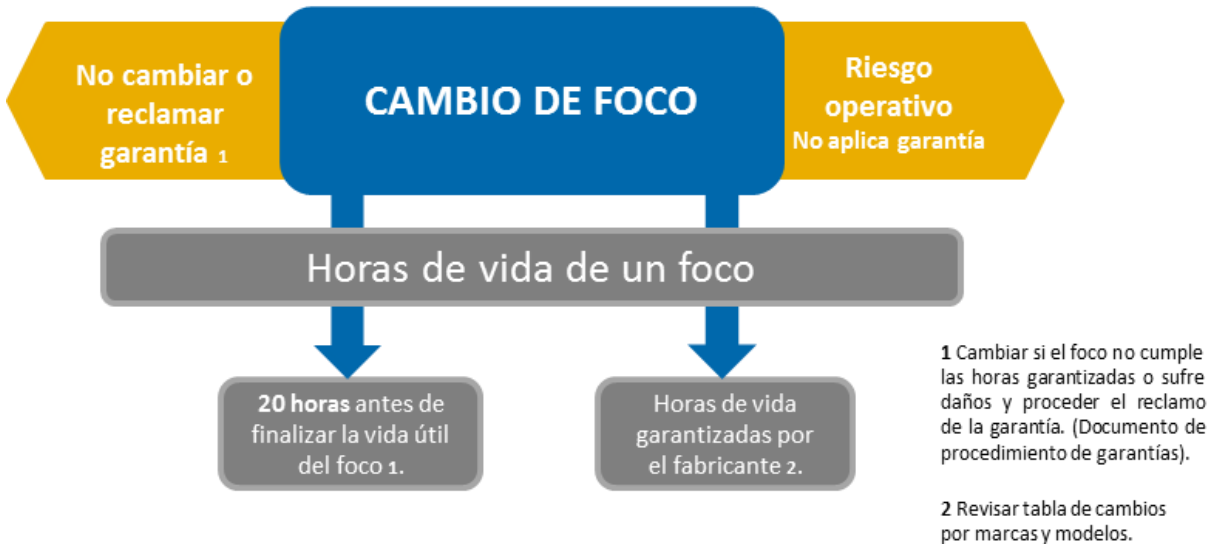 No cambiar o
reclamar
garantía 1
CAMBIO DE FOCO
Riesgo
operativo
No aplica garantía
Horas de vida de un foco
20 horas antes de
finalizar la vida útil
del foco 1.
Horas de vida
garantizadas por
el fabricante 2.
1 Cambiar si el foco no cumple
las horas garantizadas o sufre
daños y proceder el reclamo
de la garantía. (Documento de
procedimiento de garantías).
2 Revisar tabla de cambios
por marcas y modelos.